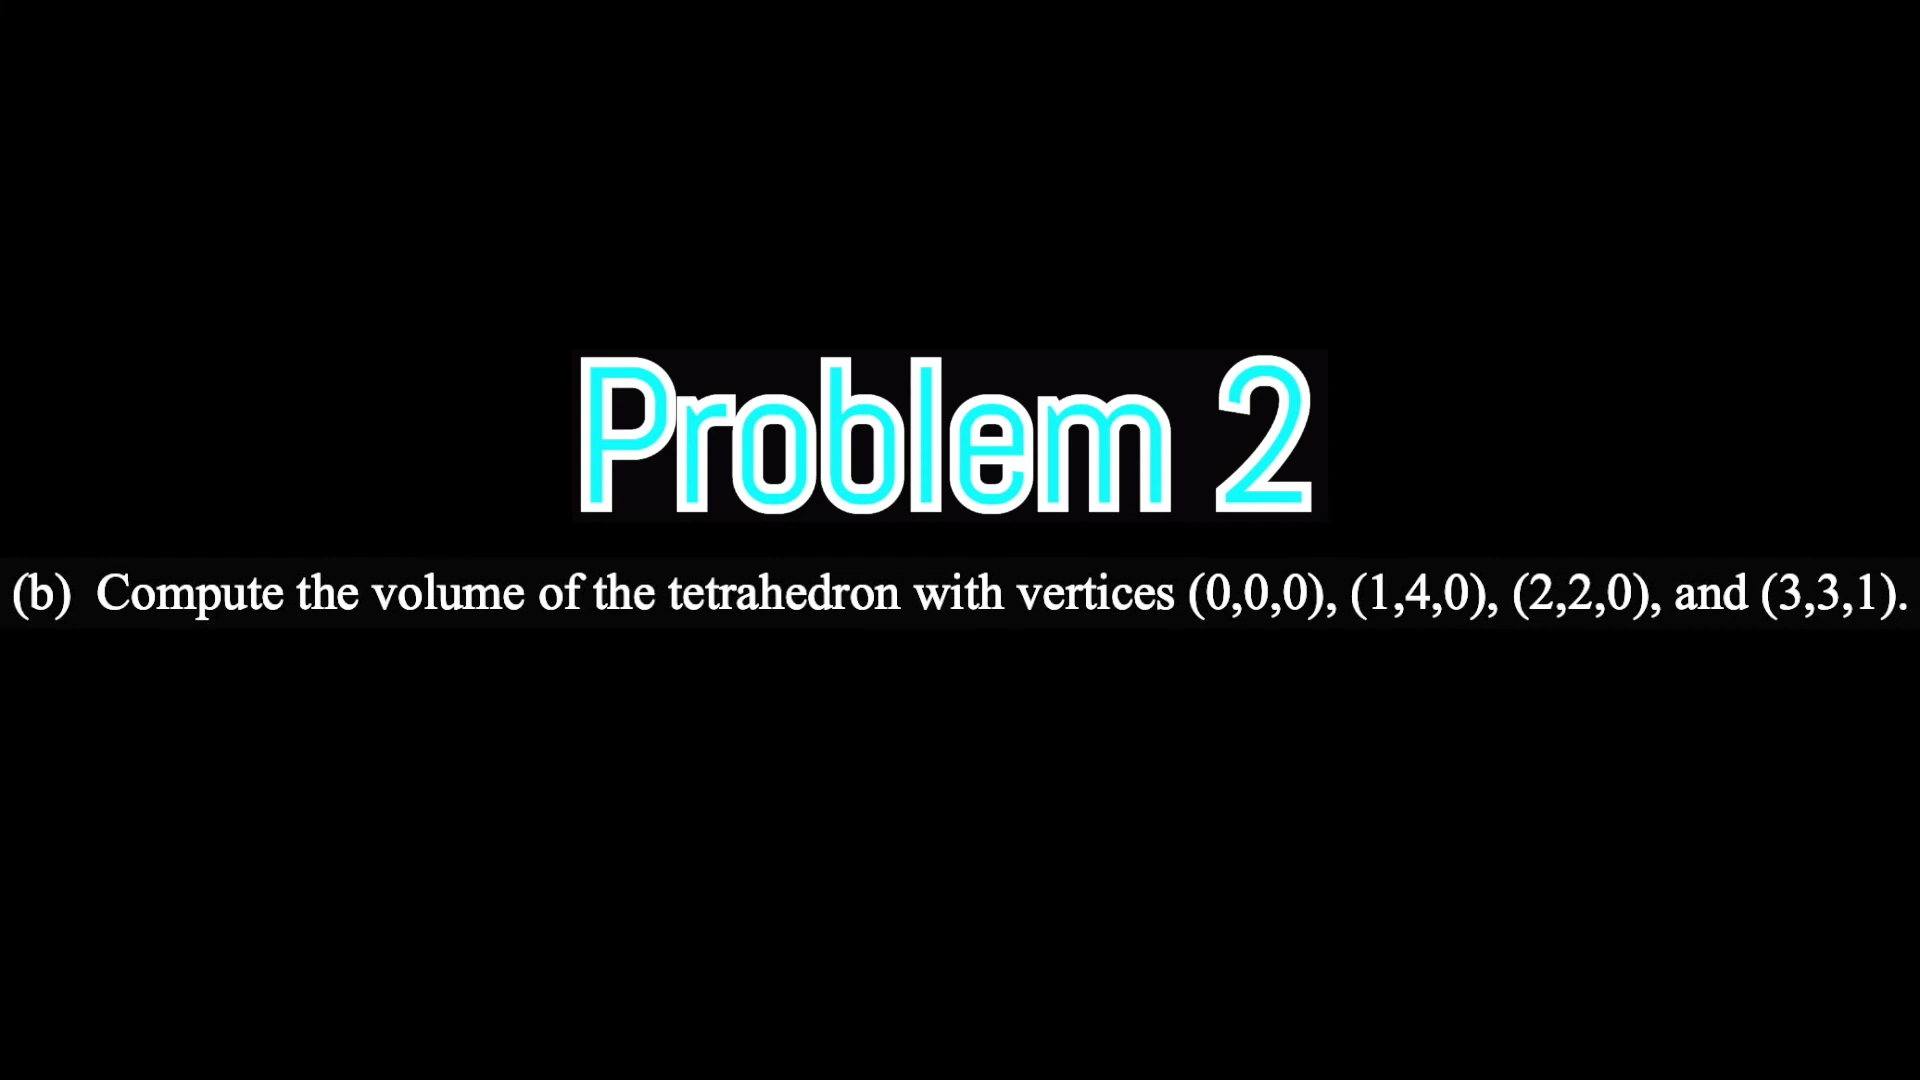 Problem 2
(b) Compute the volume of the tetrahedron with vertices (0,0,0), (1,4,0), (2,2,0), and (3,3,1).